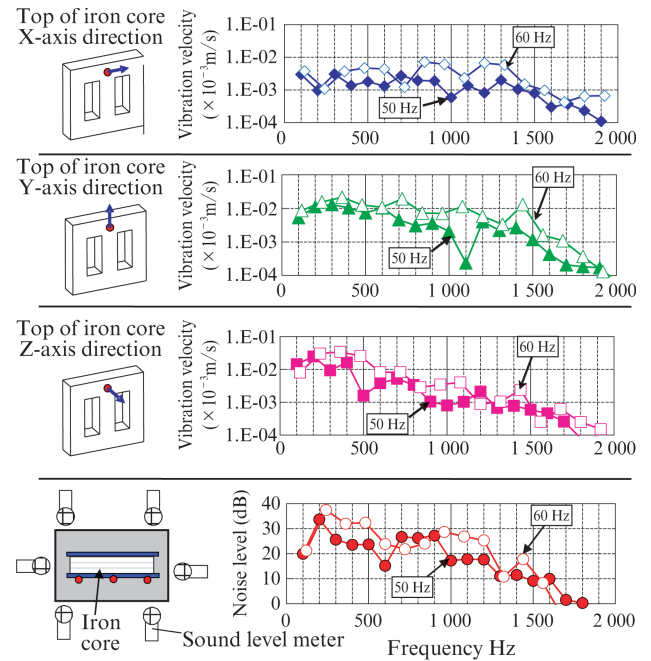 Top of iron core
X-axis direction
Vibration velocity
(×10⁻³m/s)
1.E-01
1.E-02
1.E-03
1.E-04
60 Hz
50 Hz
0
500
1 000
1 500
2 000
Top of iron core
Y-axis direction
Vibration velocity
(×10⁻³m/s)
1.E-01
1.E-02
1.E-03
1.E-04
60 Hz
50 Hz
0
500
1 000
1 500
2 000
Top of iron core
Z-axis direction
Vibration velocity
(×10⁻³m/s)
1.E-01
1.E-02
1.E-03
1.E-04
60 Hz
50 Hz
0
500
1 000
1 500
2 000
Iron
core
Sound level meter
Noise level (dB)
40
30
20
10
0
60 Hz
50 Hz
0
500
1 000
1 500
2 000
Frequency Hz